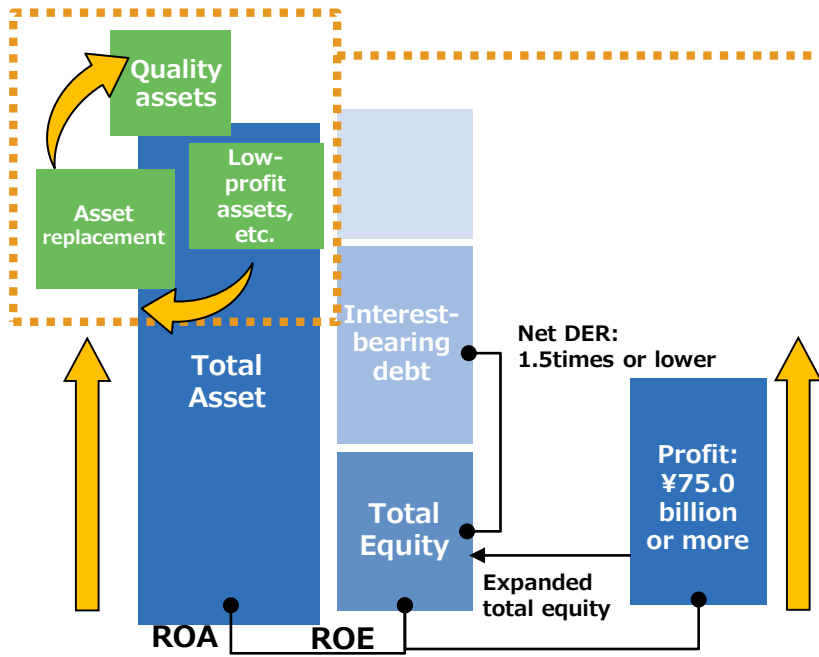 Quality
assets
Low-
profit
assets,
etc.
Asset
replacement
Total
Asset
Interest-
bearing
debt
Net DER:
1.5times or lower
Total
Equity
Profit:
¥75.0
billion
or more
Expanded
total equity
ROA
ROE